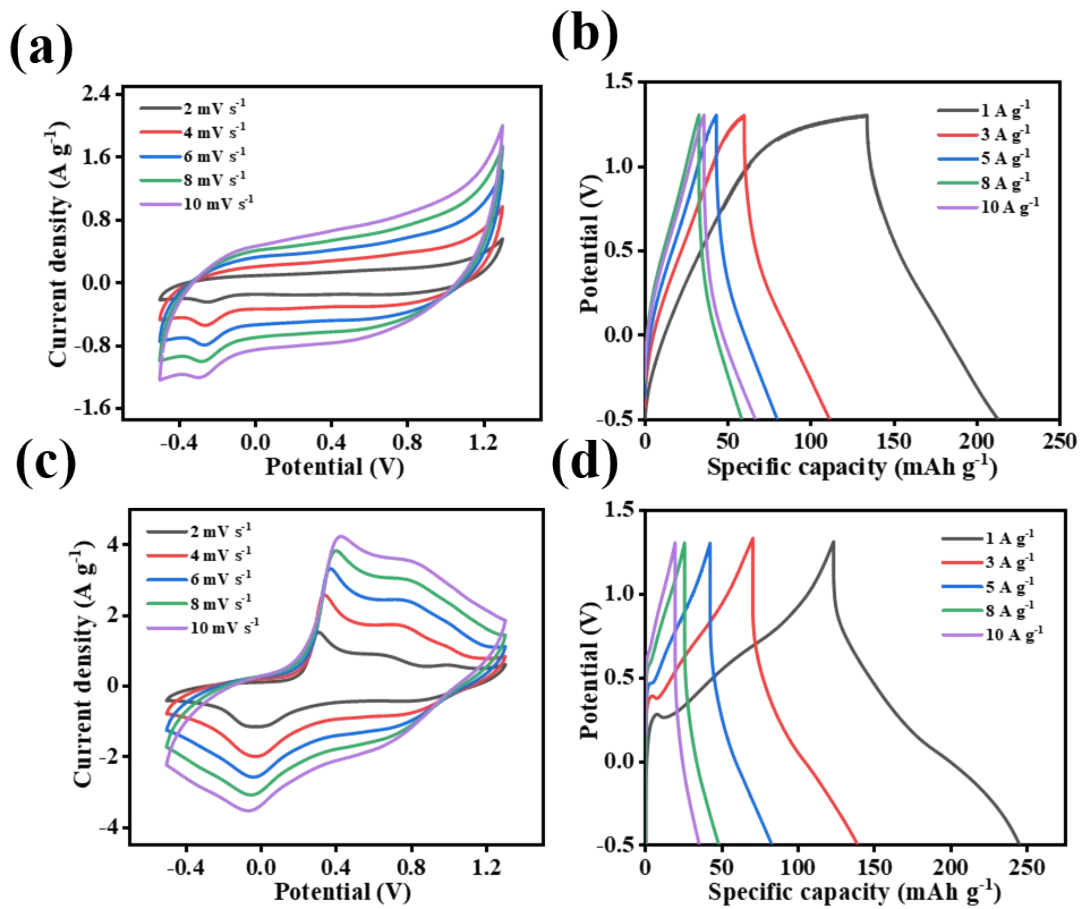 (a)
2.4
1.6
0.8
0.0
-0.8
-1.6
Current density (A g⁻¹)
2 mV s⁻¹
4 mV s⁻¹
6 mV s⁻¹
8 mV s⁻¹
10 mV s⁻¹
-0.4 0.0 0.4 0.8 1.2
Potential (V)
(b)
1.5
1.0
0.5
0.0
-0.5
Potential (V)
1 A g⁻¹
3 A g⁻¹
5 A g⁻¹
8 A g⁻¹
10 A g⁻¹
0 50 100 150 200 250
Specific capacity (mAh g⁻¹)
(c)
4
2
0
-2
-4
Current density (A g⁻¹)
2 mV s⁻¹
4 mV s⁻¹
6 mV s⁻¹
8 mV s⁻¹
10 mV s⁻¹
-0.4 0.0 0.4 0.8 1.2
Potential (V)
(d)
1.5
1.0
0.5
0.0
-0.5
Potential (V)
1 A g⁻¹
3 A g⁻¹
5 A g⁻¹
8 A g⁻¹
10 A g⁻¹
0 50 100 150 200 250
Specific capacity (mAh g⁻¹)